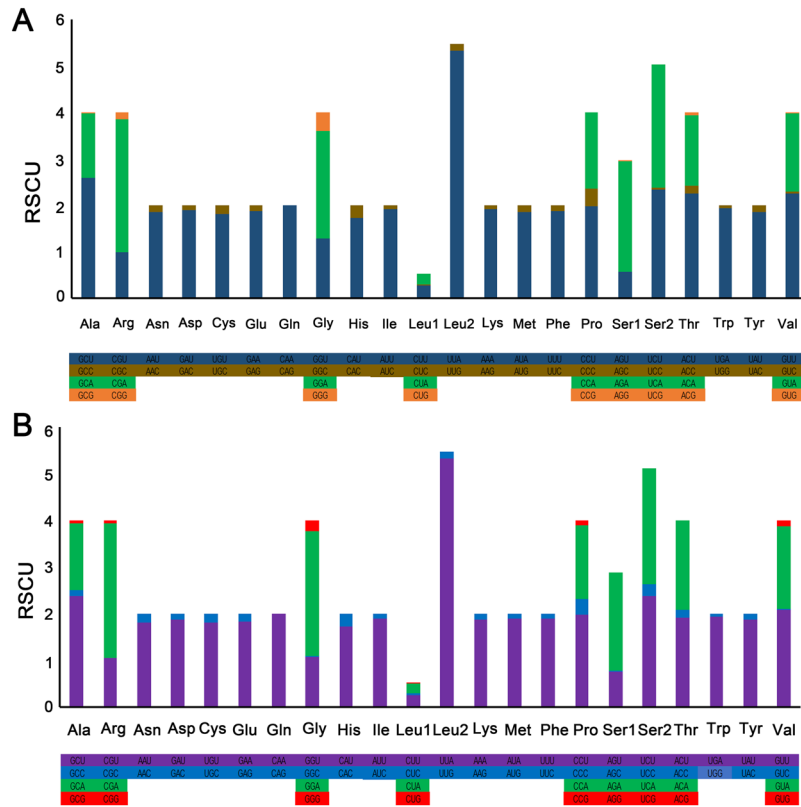 A
6
5
4
3
2
1
0
RSCU
Ala Arg Asn Asp Cys Glu Gln Gly His Ile Leu1 Leu2 Lys Met Phe Pro Ser1 Ser2 Thr Trp Tyr Val
GCU CGU AAU GAU UGU GAA CAA GGU CAU AUU CUU UUA AAA AUA UUU CCU AGU UCU ACU UGA UAU GUU
GCC CGC AAC GAC UGC GAG CAG GGC CAC AUC CUC UUG AAG AUG UUC CCC AGC UCC ACC UGG UAC GUC
GCA CGA GGA CUA CCA AGA UCA ACA GUA
GCG CGG GGG CUG CCG AGG UCG ACG GUG
B
6
5
4
3
2
1
0
RSCU
Ala Arg Asn Asp Cys Glu Gln Gly His Ile Leu1 Leu2 Lys Met Phe Pro Ser1 Ser2 Thr Trp Tyr Val
GCU CGU AAU GAU UGU GAA CAA GGU CAU AUU CUU UUA AAA AUA UUU CCU AGU UCU ACU UGA UAU GUU
GCC CGC AAC GAC UGC GAG CAG GGC CAC AUC CUC UUG AAG AUG UUC CCC AGC UCC ACC UGG UAC GUC
GCA CGA GGA CUA CCA AGA UCA ACA GUA
GCG CGG GGG CUG CCG AGG UCG ACG GUG